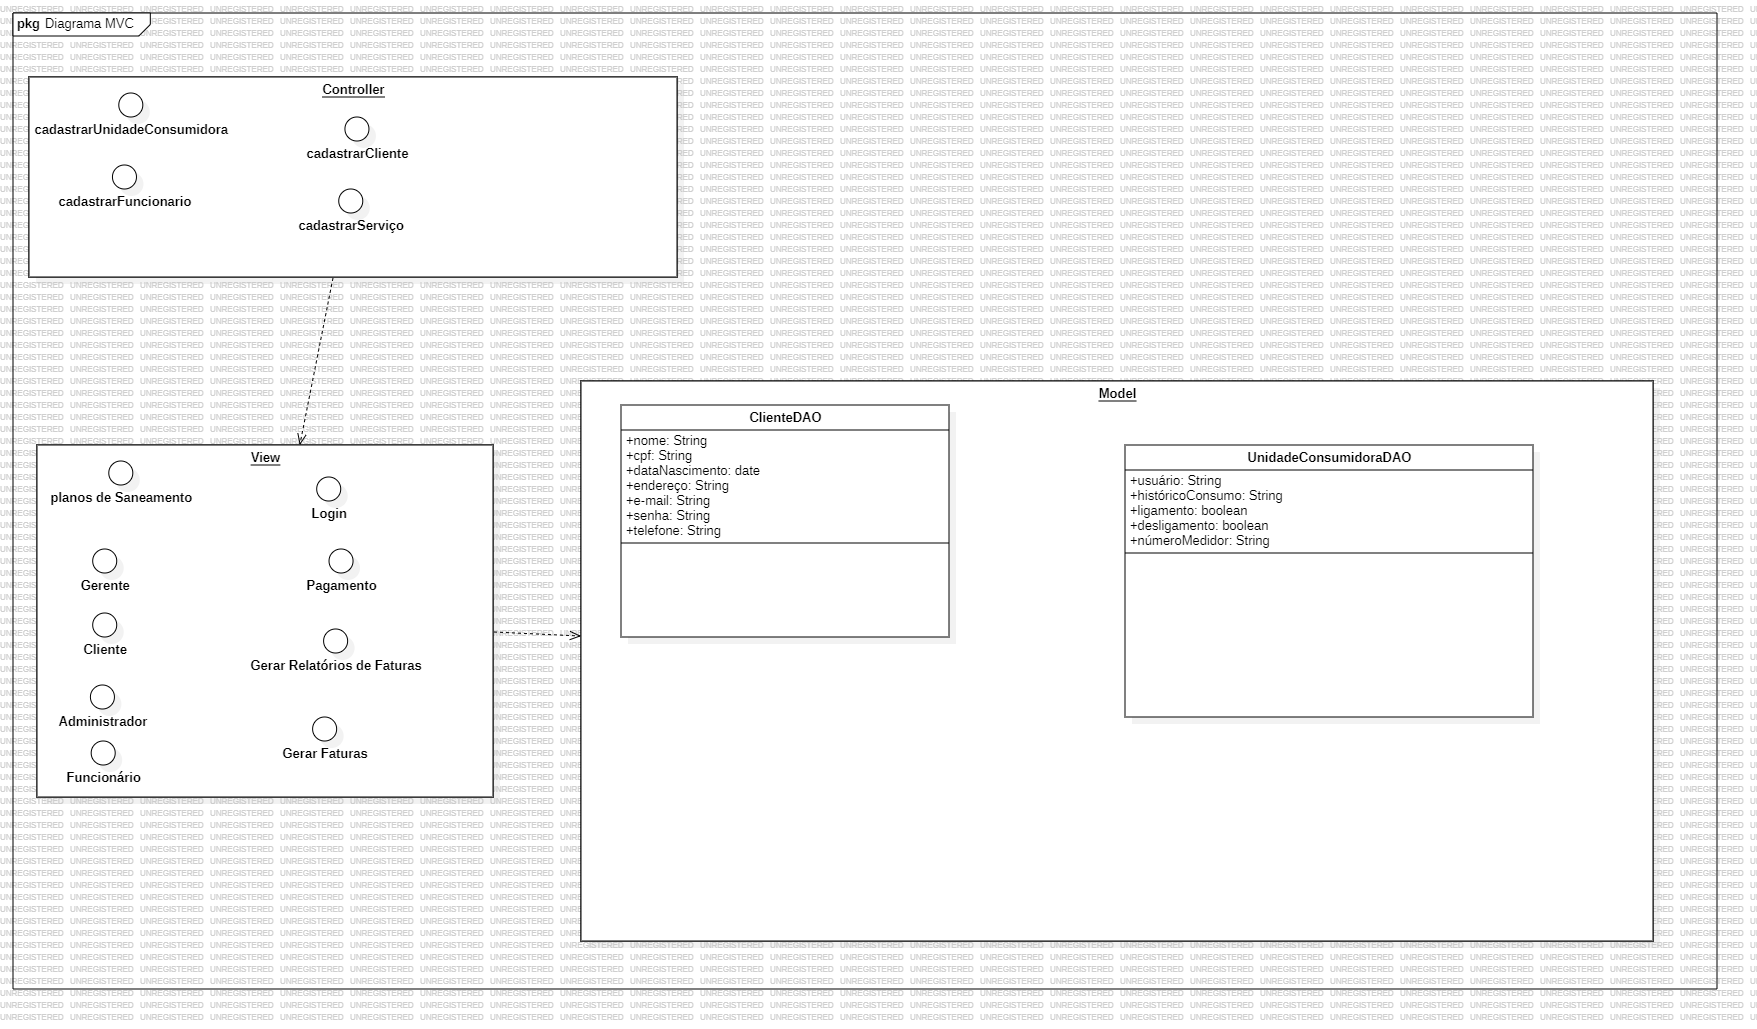 pkg Diagrama MVC
Controller
cadastrarUnidadeConsumidora
cadastrarCliente
cadastrarFuncionario
cadastrarServiço
View
planos de Saneamento
Login
Gerente
Pagamento
Cliente
Gerar Relatórios de Faturas
Administrador
Gerar Faturas
Funcionário
Model
ClienteDAO
+nome: String
+cpf: String
+dataNascimento: date
+endereço: String
+e-mail: String
+senha: String
+telefone: String
UnidadeConsumidoraDAO
+usuário: String
+históricoConsumo: String
+ligamento: boolean
+desligamento: boolean
+númeroMedidor: String
UNREGISTERED